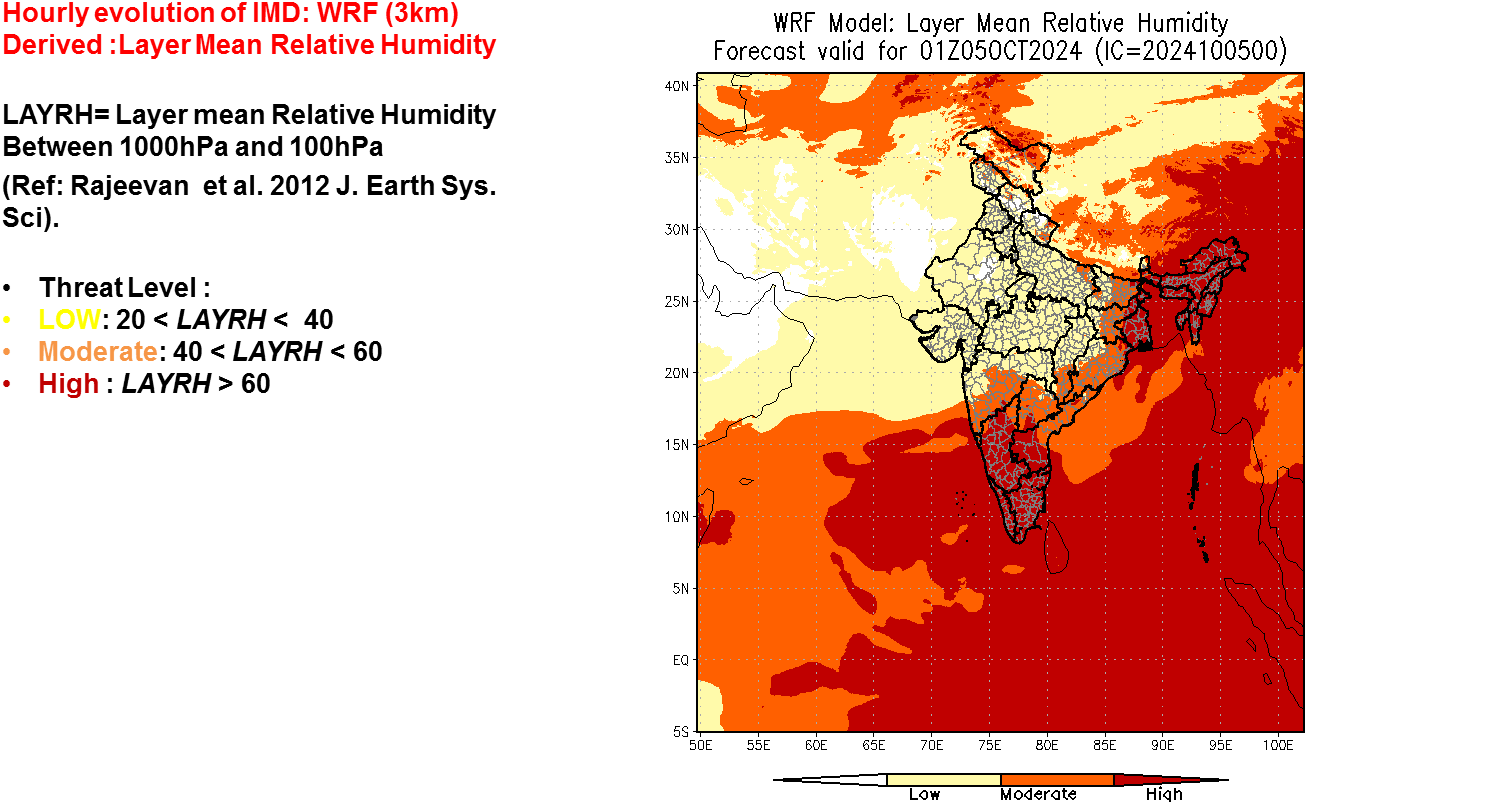 Hourly evolution of IMD: WRF (3km)
Derived :Layer Mean Relative Humidity
LAYRH= Layer mean Relative Humidity
Between 1000hPa and 100hPa
(Ref: Rajeevan et al. 2012 J. Earth Sys.
Sci).
• Threat Level :
• LOW: 20 < LAYRH < 40
• Moderate: 40 < LAYRH < 60
• High : LAYRH > 60
WRF Model: Layer Mean Relative Humidity
Forecast valid for 01Z05OCT2024 (IC=2024100500)
40N
35N
30N
25N
20N
15N
10N
5N
EQ
5S
50E 55E 60E 65E 70E 75E 80E 85E 90E 95E 100E
Low Moderate High